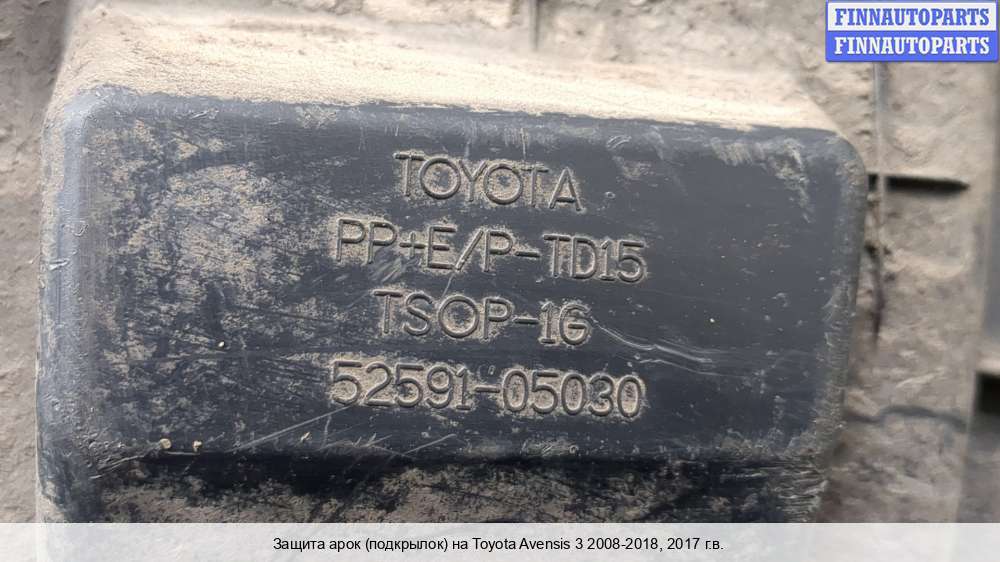 FINNAUTOPARTS
FINNAUTOPARTS
TOYOTA
PP+E/P-TD15
TSOP-1G
52591-05030
Защита арок (подкрылок) на Toyota Avensis 3 2008-2018, 2017 г.в.